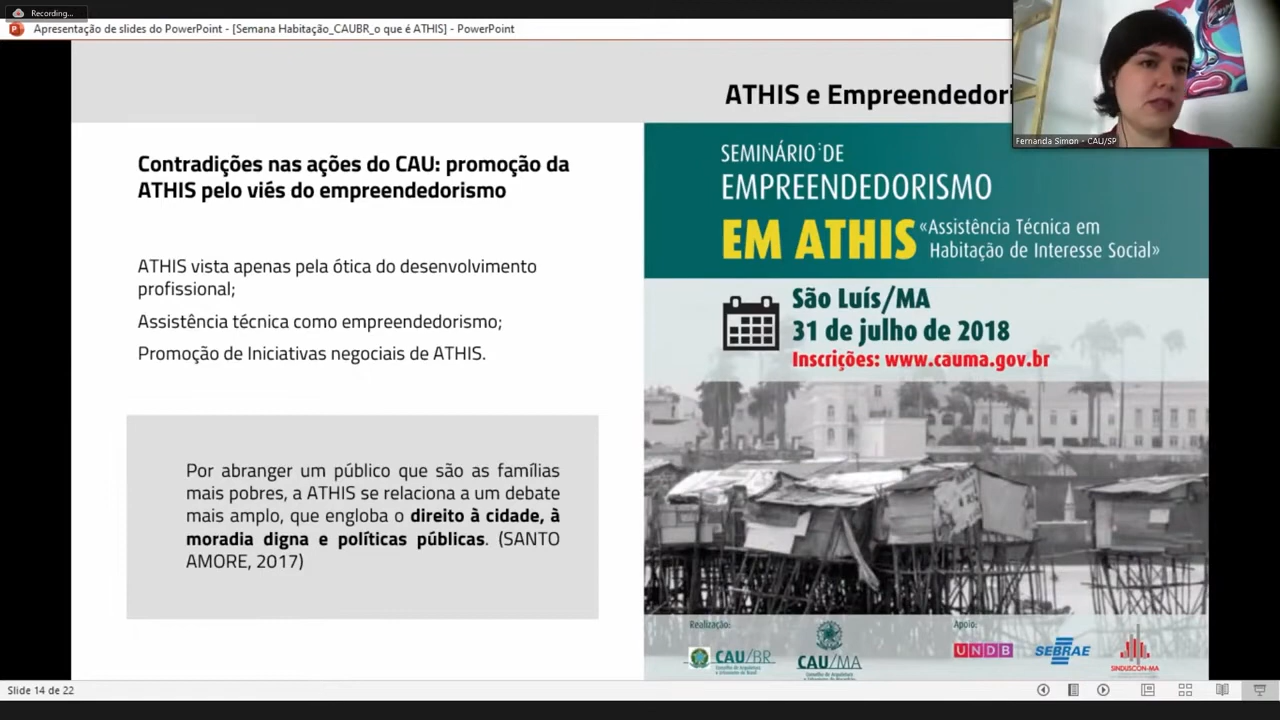 Recording...
Apresentação de slides do PowerPoint - [Semana Habitação_CAUBR_o que é ATHIS] - PowerPoint
Fernanda Simon - CAU/SP
ATHIS e Empreendedori
Contradições nas ações do CAU: promoção da
ATHIS pelo viés do empreendedorismo
ATHIS vista apenas pela ótica do desenvolvimento
profissional;
Assistência técnica como empreendedorismo;
Promoção de Iniciativas negociais de ATHIS.
Por abranger um público que são as famílias
mais pobres, a ATHIS se relaciona a um debate
mais amplo, que engloba o direito à cidade, à
moradia digna e políticas públicas. (SANTO
AMORE, 2017)
SEMINÁRIO DE
EMPREENDEDORISMO
EM ATHIS «Assistência Técnica em
Habitação de Interesse Social»
São Luís/MA
31 de julho de 2018
Inscrições: www.cauma.gov.br
Realização:
Apoio:
CAU/BR
CAU/MA
UNDB
SEBRAE
SINDUSCON-MA
Slide 14 de 22